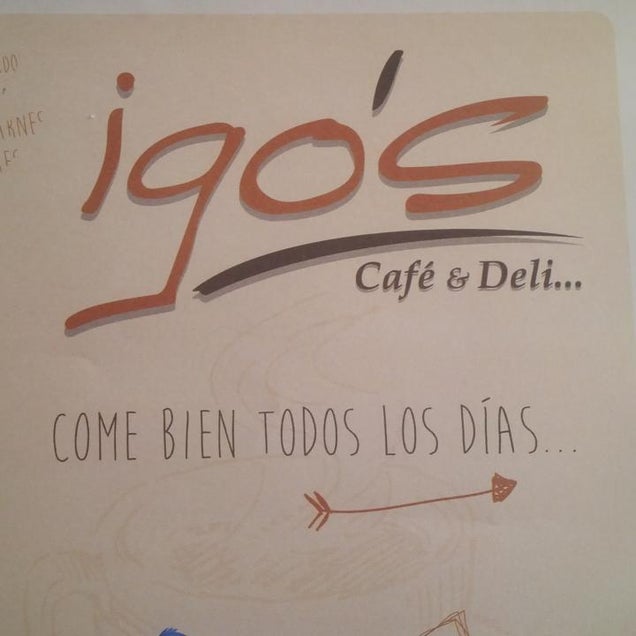 igo's
Café & Deli...
COME BIEN TODOS LOS DÍAS...